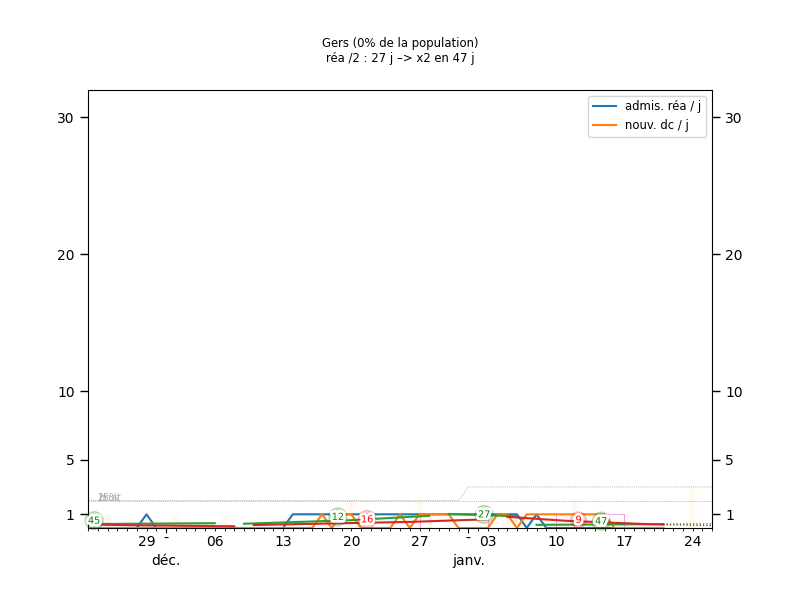 Gers (0% de la population)
réa /2 : 27 j –> x2 en 47 j
admis. réa / j
nouv. dc / j
30 30
20 20
10 10
5 5
1 1
45 12 16 27 9 47
29 - 06 13 20 27 - 03 10 17 24
déc. janv.